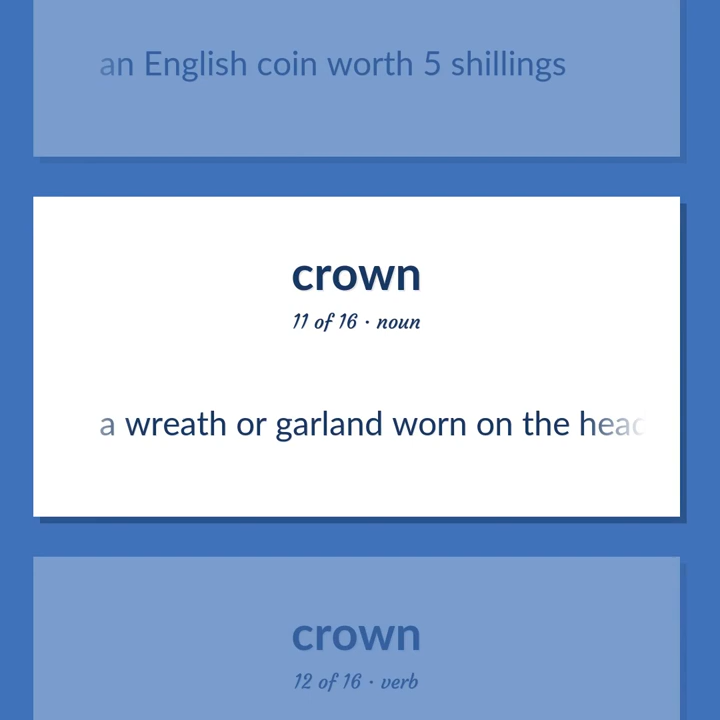 an English coin worth 5 shillings
crown
11 of 16 · noun
a wreath or garland worn on the head
crown
12 of 16 · verb